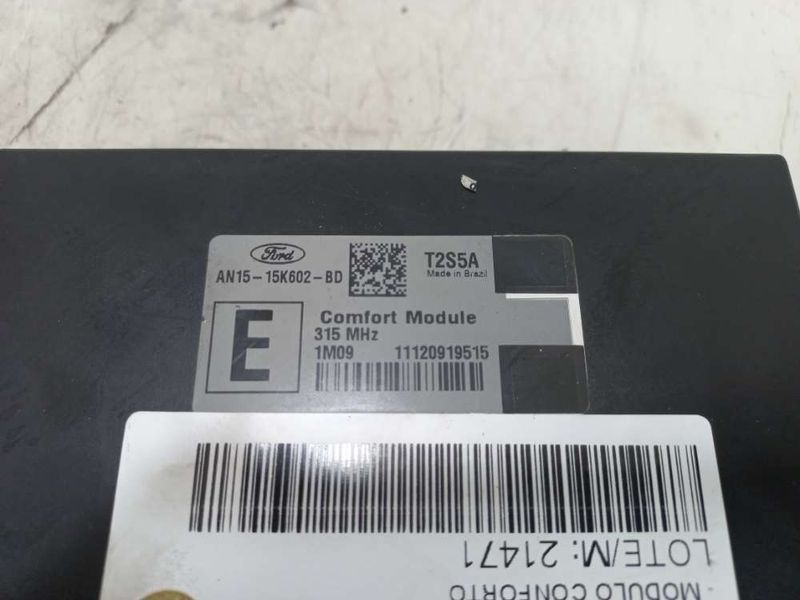 Ford
AN15-15K602-BD
T2S5A
Made in Brazil
E
Comfort Module
315 MHz
1M09 11120919515
LOTE/M: 21471
- MODULO CONFORTO